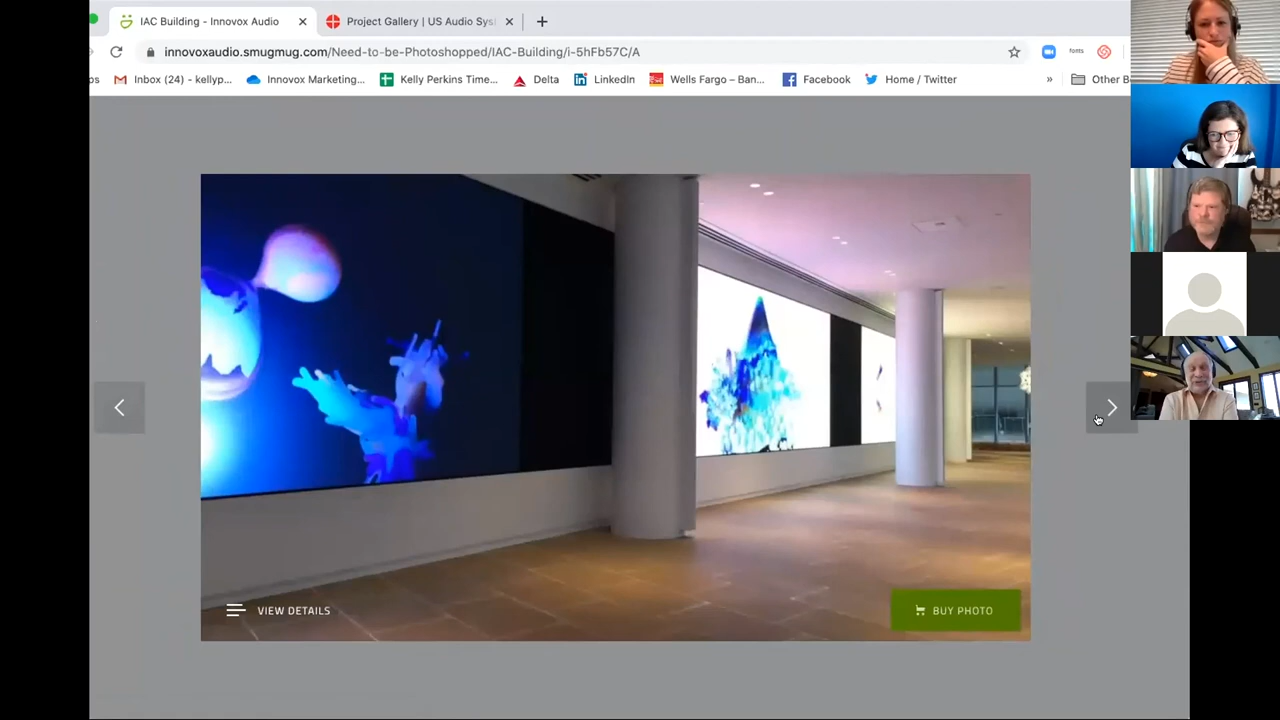 IAC Building - Innovox Audio
Project Gallery | US Audio Sys
innovoxaudio.smugmug.com/Need-to-be-Photoshopped/IAC-Building/i-5hFb57C/A
fonts
ps
Inbox (24) - kellyp...
Innovox Marketing...
Kelly Perkins Time...
Delta
LinkedIn
Wells Fargo – Ban...
Facebook
Home / Twitter
»
Other B
VIEW DETAILS
BUY PHOTO